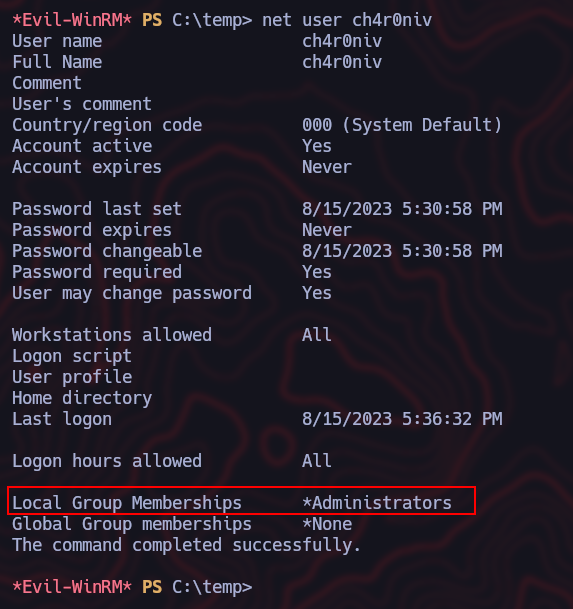 *Evil-WinRM* PS C:\temp> net user ch4r0niv
User name                    ch4r0niv
Full Name                    ch4r0niv
Comment
User's comment
Country/region code          000 (System Default)
Account active               Yes
Account expires              Never
Password last set            8/15/2023 5:30:58 PM
Password expires             Never
Password changeable          8/15/2023 5:30:58 PM
Password required            Yes
User may change password     Yes
Workstations allowed         All
Logon script
User profile
Home directory
Last logon                   8/15/2023 5:36:32 PM
Logon hours allowed          All
Local Group Memberships      *Administrators
Global Group memberships     *None
The command completed successfully.
*Evil-WinRM* PS C:\temp>